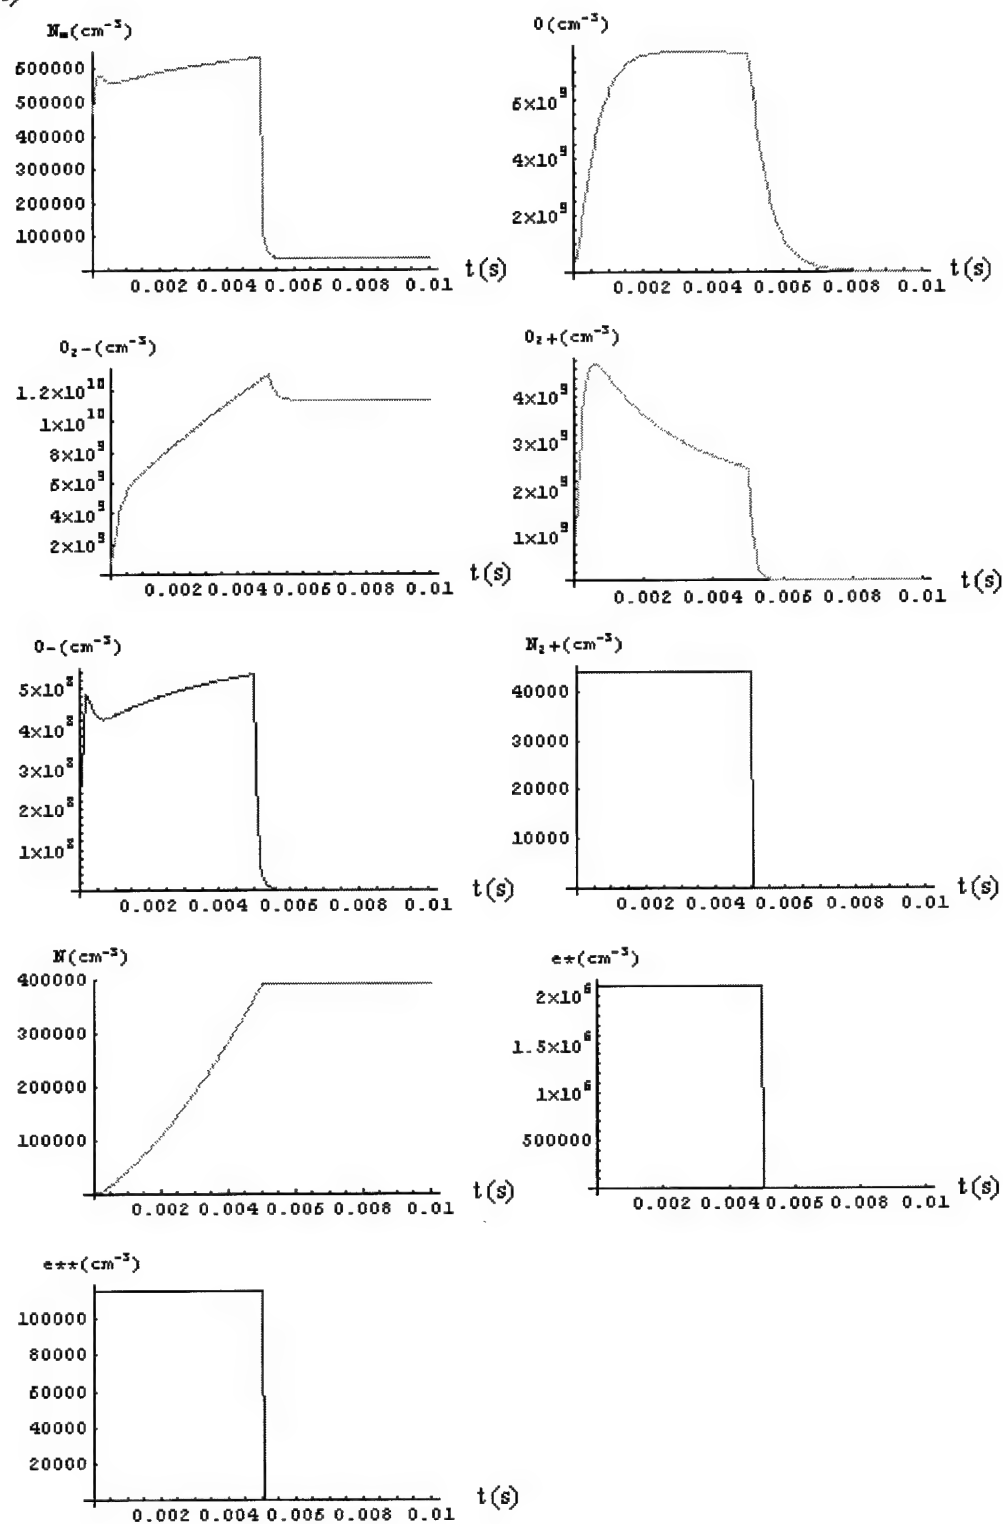 Nₘ(cm⁻³)
600000
500000
400000
300000
200000
100000
t(s)
0.002 0.004 0.006 0.008 0.01
O(cm⁻³)
6×10⁹
4×10⁹
2×10⁹
t(s)
0.002 0.004 0.006 0.008 0.01
O₂-(cm⁻³)
1.2×10¹⁰
1×10¹⁰
8×10⁹
6×10⁹
4×10⁹
2×10⁹
t(s)
0.002 0.004 0.006 0.008 0.01
O₂+(cm⁻³)
4×10⁹
3×10⁹
2×10⁹
1×10⁹
t(s)
0.002 0.004 0.006 0.008 0.01
O-(cm⁻³)
5×10⁸
4×10⁸
3×10⁸
2×10⁸
1×10⁸
t(s)
0.002 0.004 0.006 0.008 0.01
N₂+(cm⁻³)
40000
30000
20000
10000
t(s)
0.002 0.004 0.006 0.008 0.01
N(cm⁻³)
400000
300000
200000
100000
t(s)
0.002 0.004 0.006 0.008 0.01
e*(cm⁻³)
2×10⁶
1.5×10⁶
1×10⁶
500000
t(s)
0.002 0.004 0.006 0.008 0.01
e**(cm⁻³)
100000
80000
60000
40000
20000
t(s)
0.002 0.004 0.006 0.008 0.01